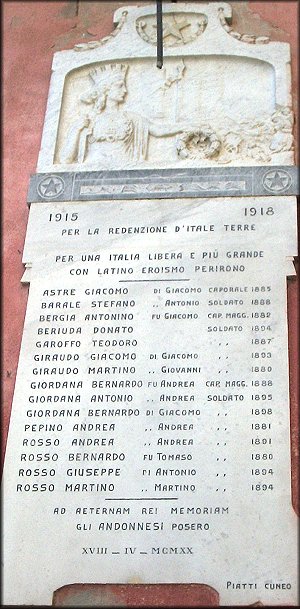 1915 1918
PER LA REDENZIONE D'ITALE TERRE
PER UNA ITALIA LIBERA E PIÙ GRANDE
CON LATINO EROISMO PERIRONO
ASTRE GIACOMO DI GIACOMO CAPORALE 1885
BARALE STEFANO ,, ANTONIO SOLDATO 1888
BERGIA ANTONINO FU GIACOMO CAP. MAGG. 1882
BERIUDA DONATO SOLDATO 1894
GAROFFO TEODORO ,, 1887
GIRAUDO GIACOMO DI GIACOMO ,, 1893
GIRAUDO MARTINO ,, GIOVANNI ,, 1880
GIORDANA BERNARDO FU ANDREA CAP. MAGG. 1888
GIORDANA ANTONIO ,, ANDREA SOLDATO 1895
GIORDANA BERNARDO DI GIACOMO ,, 1898
PEPINO ANDREA ,, ANDREA ,, 1881
ROSSO ANDREA ,, ANDREA ,, 1891
ROSSO BERNARDO FU TOMASO ,, 1880
ROSSO GIUSEPPE DI ANTONIO ,, 1894
ROSSO MARTINO ,, MARTINO ,, 1894
AD AETERNAM REI MEMORIAM
GLI ANDONNESI POSERO
XVIII _ IV _ MCMXX
PIATTI CUNEO